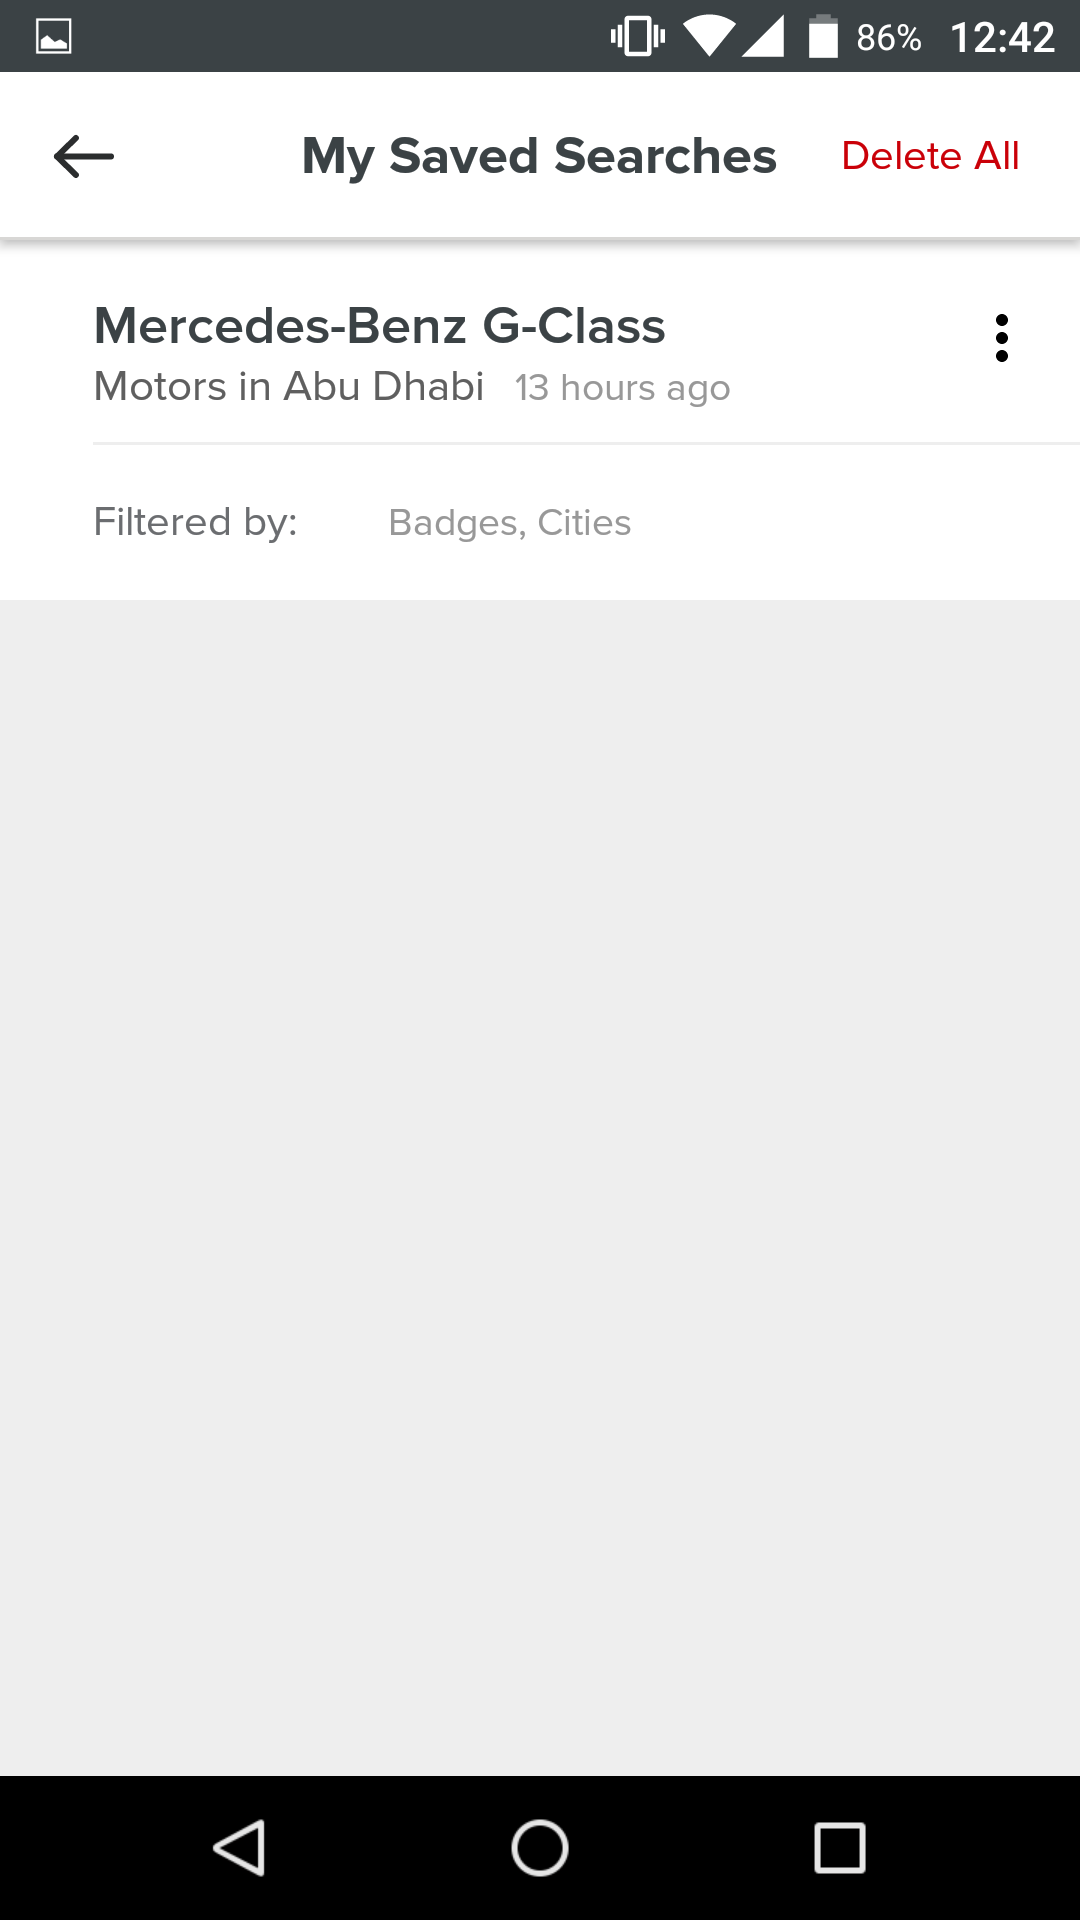 86% 12:42
My Saved Searches Delete All
Mercedes-Benz G-Class
Motors in Abu Dhabi 13 hours ago
Filtered by: Badges, Cities